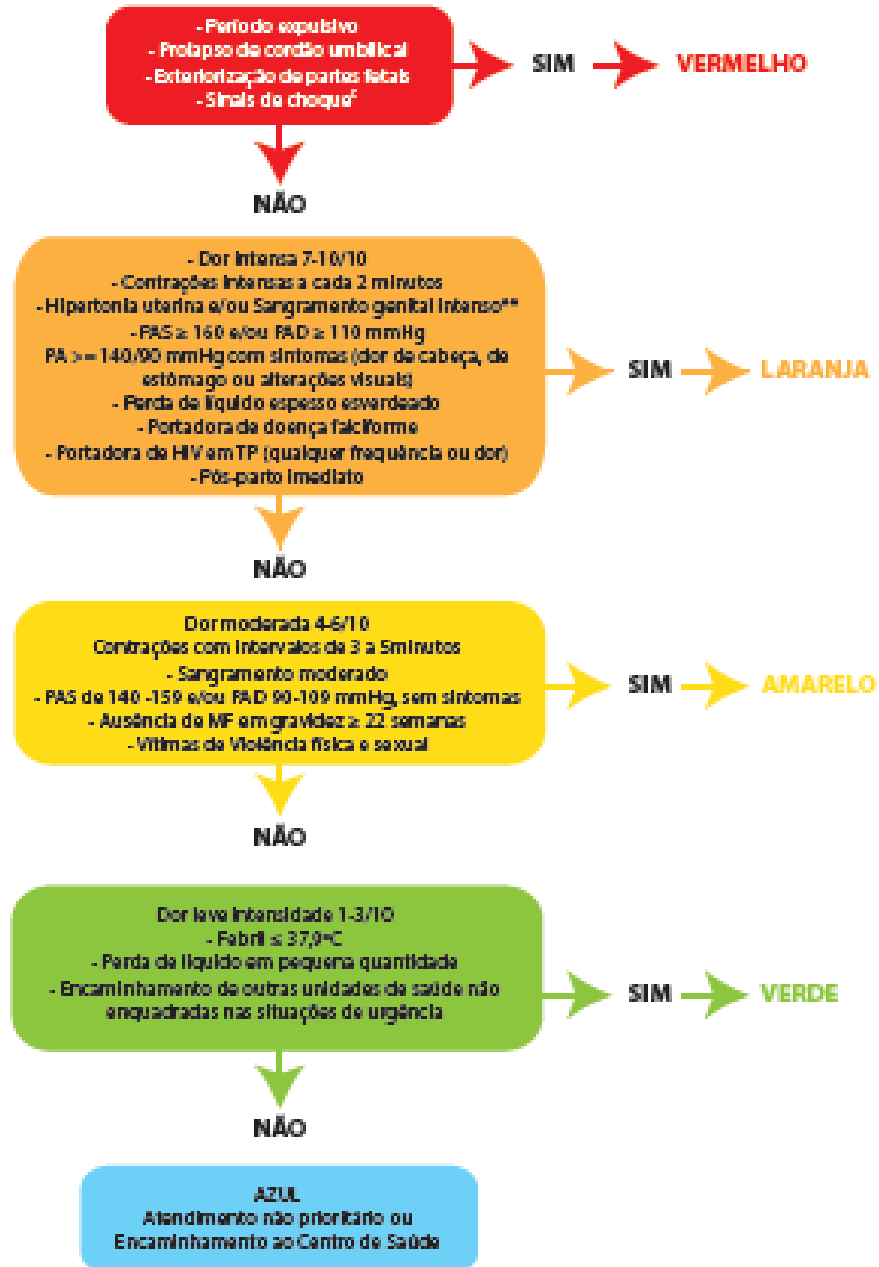 - Período expulsivo
- Prolapso de cordão umbilical
- Exteriorização de partes fetais
- Sinais de choque
SIM
VERMELHO
NÃO
- Dor intensa 7-10/10
- Contrações intensas a cada 2 minutos
- Hipertonia uterina e/ou Sangramento genital intenso**
- PAS ≥ 160 e/ou PAD ≥ 110 mmHg
PA >= 140/90 mmHg com sintomas (dor de cabeça, de
estômago ou alterações visuais)
- Perda de líquido espesso esverdeado
- Portadora de doença falciforme
- Portadora de HIV em TP (qualquer frequência ou dor)
- Pós-parto imediato
SIM
LARANJA
NÃO
Dor moderada 4-6/10
Contrações com intervalos de 3 a 5minutos
- Sangramento moderado
- PAS de 140 -159 e/ou PAD 90-109 mmHg, sem sintomas
- Ausência de MF em gravidez ≥ 22 semanas
- Vítimas de Violência física e sexual
SIM
AMARELO
NÃO
Dor leve intensidade 1-3/10
- Febril ≤ 37,9ºC
- Perda de líquido em pequena quantidade
- Encaminhamento de outras unidades de saúde não
enquadradas nas situações de urgência
SIM
VERDE
NÃO
AZUL
Atendimento não prioritário ou
Encaminhamento ao Centro de Saúde